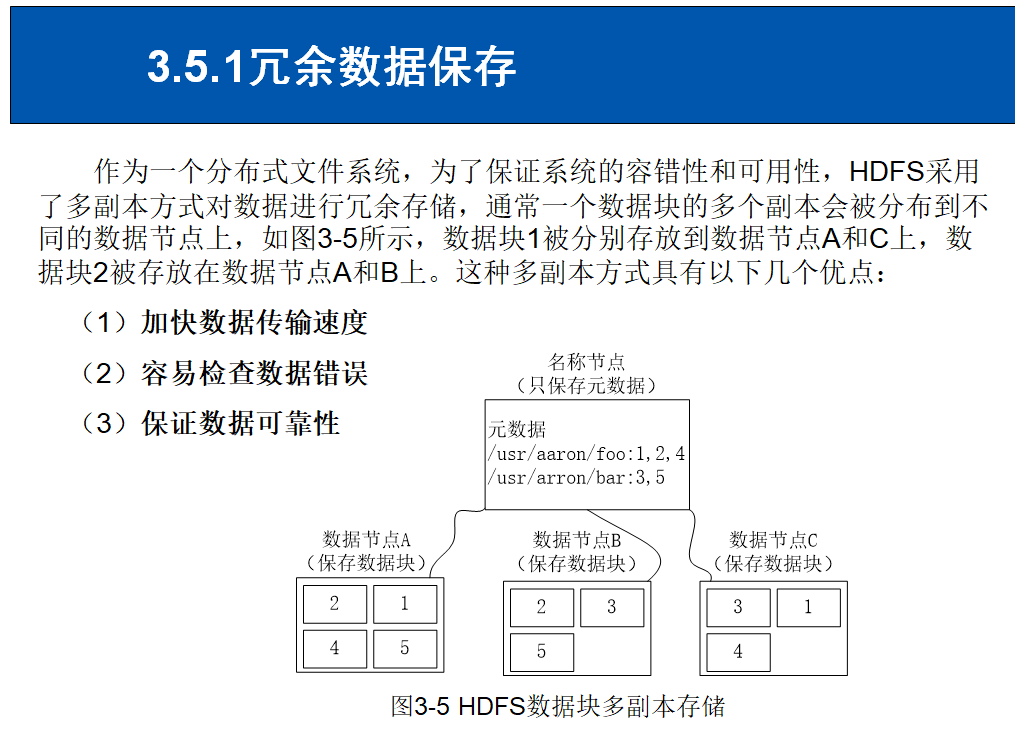 3.5.1冗余数据保存
作为一个分布式文件系统，为了保证系统的容错性和可用性，HDFS采用
了多副本方式对数据进行冗余存储，通常一个数据块的多个副本会被分布到不
同的数据节点上，如图3-5所示，数据块1被分别存放到数据节点A和C上，数
据块2被存放在数据节点A和B上。这种多副本方式具有以下几个优点：
（1）加快数据传输速度
（2）容易检查数据错误
（3）保证数据可靠性
名称节点
（只保存元数据）
元数据
/usr/aaron/foo:1,2,4
/usr/arron/bar:3,5
数据节点A
（保存数据块）
2 1
4 5
数据节点B
（保存数据块）
2 3
5
数据节点C
（保存数据块）
3 1
4
图3-5 HDFS数据块多副本存储